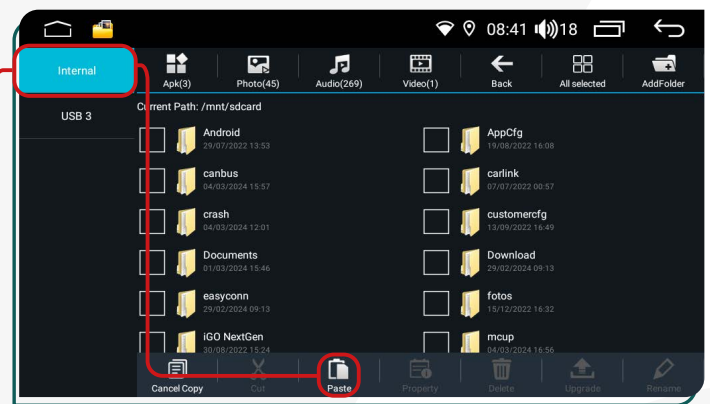 08:41 18
Internal
Apk(3) Photo(45) Audio(269) Video(1) Back All selected AddFolder
USB 3
Current Path: /mnt/sdcard
Android
29/07/2022 13:53
AppCfg
19/08/2022 16:08
canbus
04/03/2024 15:57
carlink
07/07/2022 00:57
crash
04/03/2024 12:01
customercfg
13/09/2022 16:49
Documents
01/03/2024 15:46
Download
29/02/2024 09:13
easyconn
29/02/2024 09:13
fotos
15/12/2022 16:32
iGO NextGen
30/08/2022 15:24
mcup
04/03/2024 16:56
Cancel Copy Cut Paste Property Delete Upgrade Rename